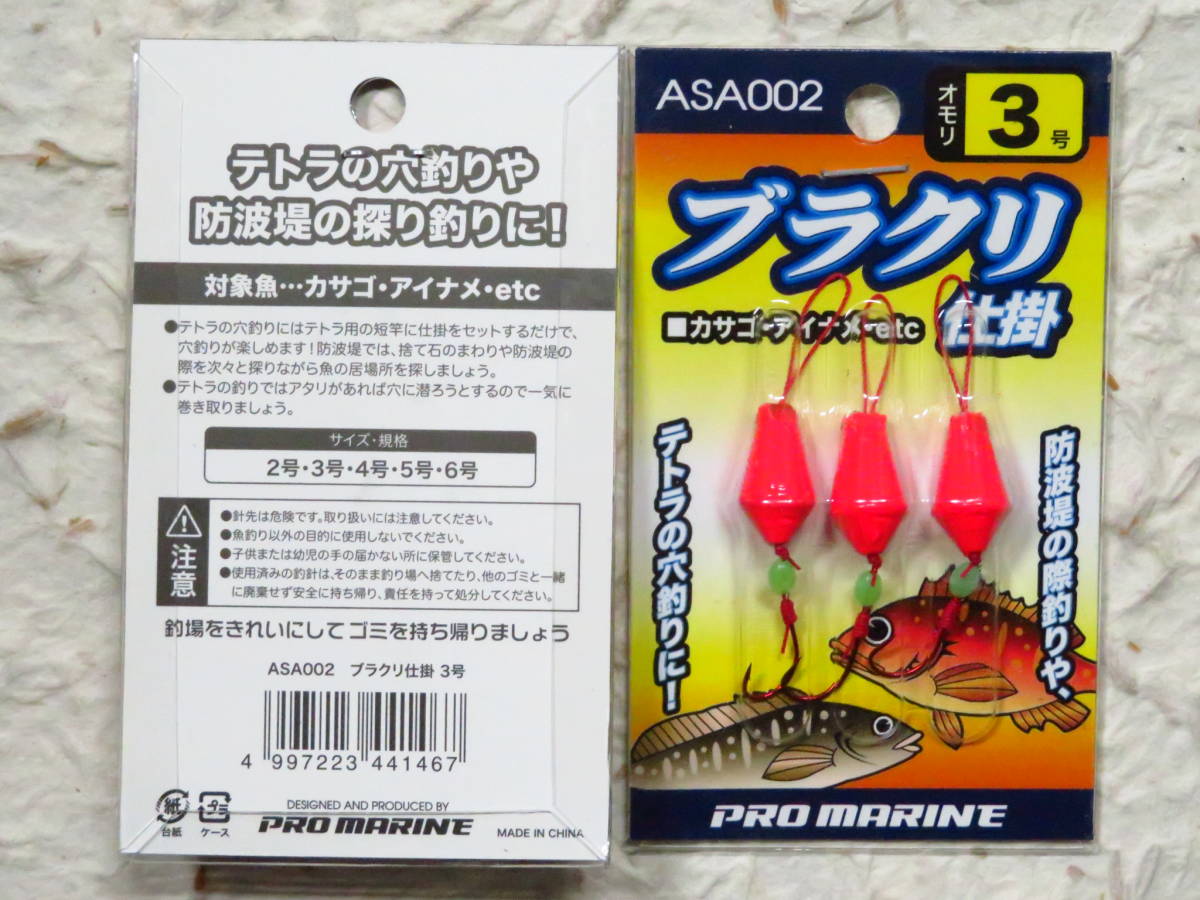 テトラの穴釣りや
防波堤の探り釣りに!
対象魚…カサゴ・アイナメ・etc
●テトラの穴釣りにはテトラ用の短竿に仕掛をセットするだけで、
穴釣りが楽しめます!防波堤では、捨て石のまわりや防波堤の
際を次々と探りながら魚の居場所を探しましょう。
●テトラの釣りではアタリがあれば穴に潜ろうとするので一気に
巻き取りましょう。
サイズ・規格
2号・3号・4号・5号・6号
注意
●針先は危険です。取り扱いには注意してください。
●魚釣り以外の目的に使用しないでください。
●子供または幼児の手の届かない所に保管してください。
●使用済みの釣針は、そのまま釣り場へ捨てたり、他のゴミと一緒
に廃棄せず安全に持ち帰り、責任を持って処分してください。
釣場をきれいにしてゴミを持ち帰りましょう
ASA002 ブラクリ仕掛 3号
4 997223 441467
紙
台紙
プラ
ケース
DESIGNED AND PRODUCED BY
PRO MARINE
MADE IN CHINA
ASA002
オモリ
3号
ブラクリ
仕掛
■カサゴ・アイナメ・etc
防波堤の際釣りや、
テトラの穴釣りに!
PRO MARINE